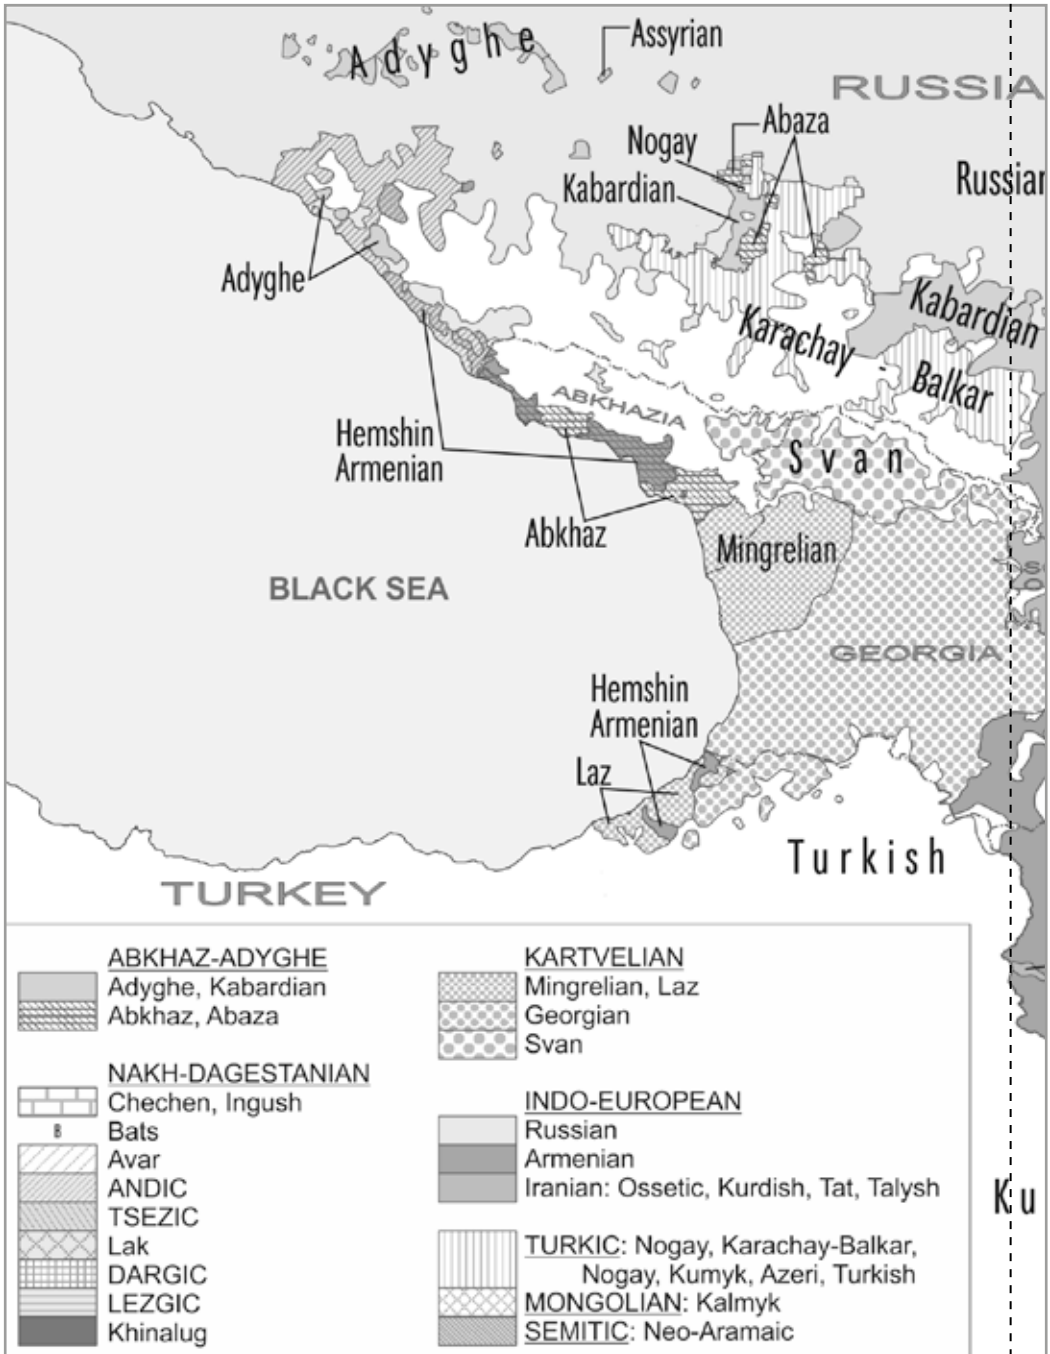 Adyghe
Assyrian
RUSSIA
Abaza
Nogay
Russian
Kabardian
Adyghe
Kabardian
Karachay
Balkar
ABKHAZIA
Hemshin
Armenian
Svan
Abkhaz
Mingrelian
BLACK SEA
GEORGIA
Hemshin
Armenian
Laz
Turkish
TURKEY
Ku
ABKHAZ-ADYGHE
Adyghe, Kabardian
Abkhaz, Abaza
NAKH-DAGESTANIAN
Chechen, Ingush
B Bats
Avar
ANDIC
TSEZIC
Lak
DARGIC
LEZGIC
Khinalug
KARTVELIAN
Mingrelian, Laz
Georgian
Svan
INDO-EUROPEAN
Russian
Armenian
Iranian: Ossetic, Kurdish, Tat, Talysh
TURKIC: Nogay, Karachay-Balkar,
Nogay, Kumyk, Azeri, Turkish
MONGOLIAN: Kalmyk
SEMITIC: Neo-Aramaic